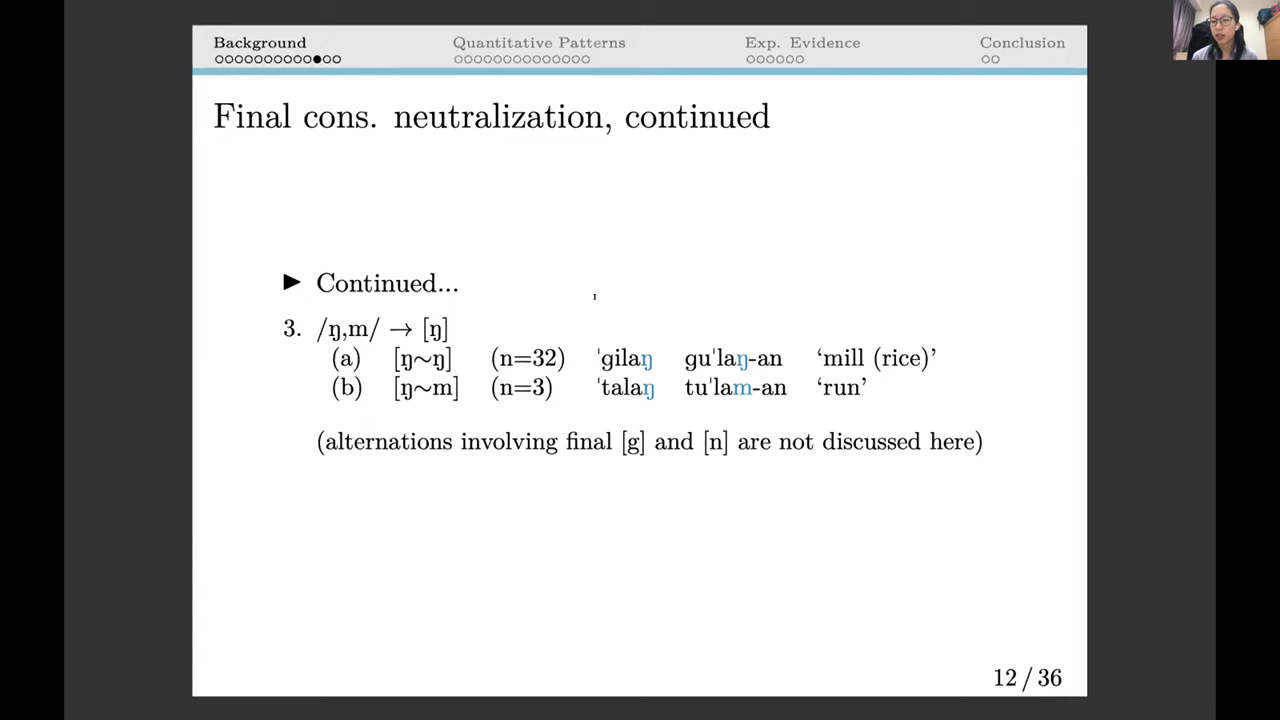 Background Quantitative Patterns Exp. Evidence Conclusion
Final cons. neutralization, continued
▶ Continued...
3. /ŋ,m/ → [ŋ]
(a) [ŋ~ŋ] (n=32) ˈgilaŋ guˈlaŋ-an ‘mill (rice)’
(b) [ŋ~m] (n=3) ˈtalaŋ tuˈlam-an ‘run’
(alternations involving final [g] and [n] are not discussed here)
12 / 36